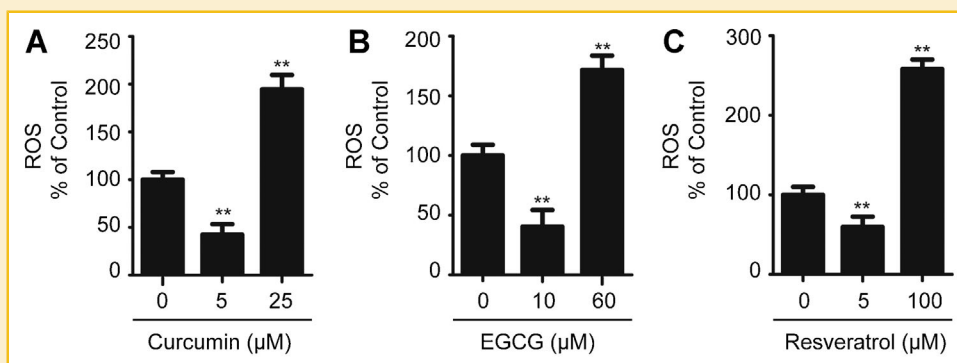 A
ROS
% of Control
250
200
150
100
50
0
**
**
0 5 25
Curcumin (µM)
B
ROS
% of Control
200
150
100
50
0
**
**
0 10 60
EGCG (µM)
C
ROS
% of Control
300
200
100
0
**
**
0 5 100
Resveratrol (µM)